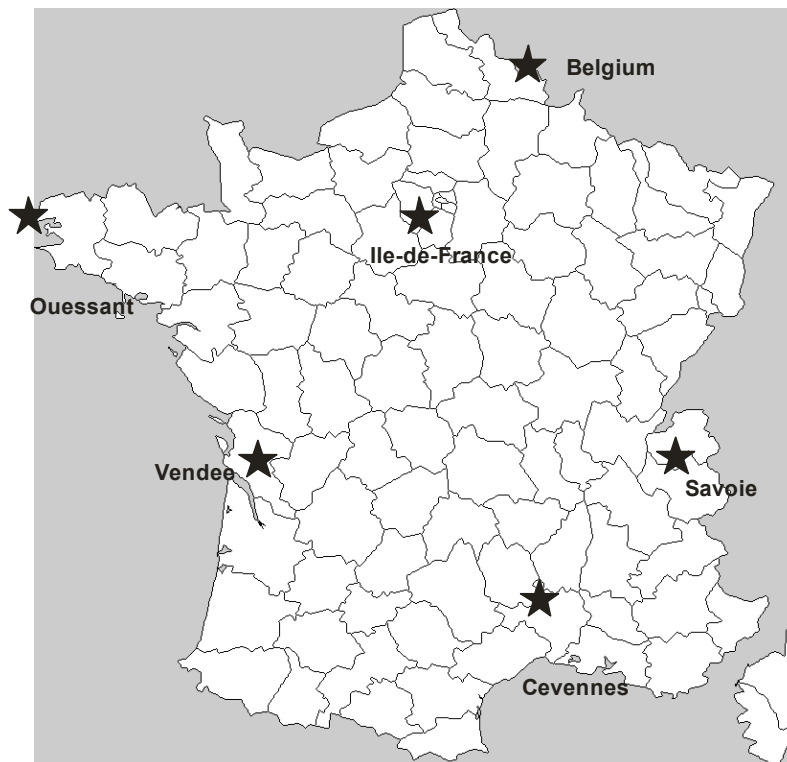 Belgium
Ile-de-France
Ouessant
Vendee
Savoie
Cevennes